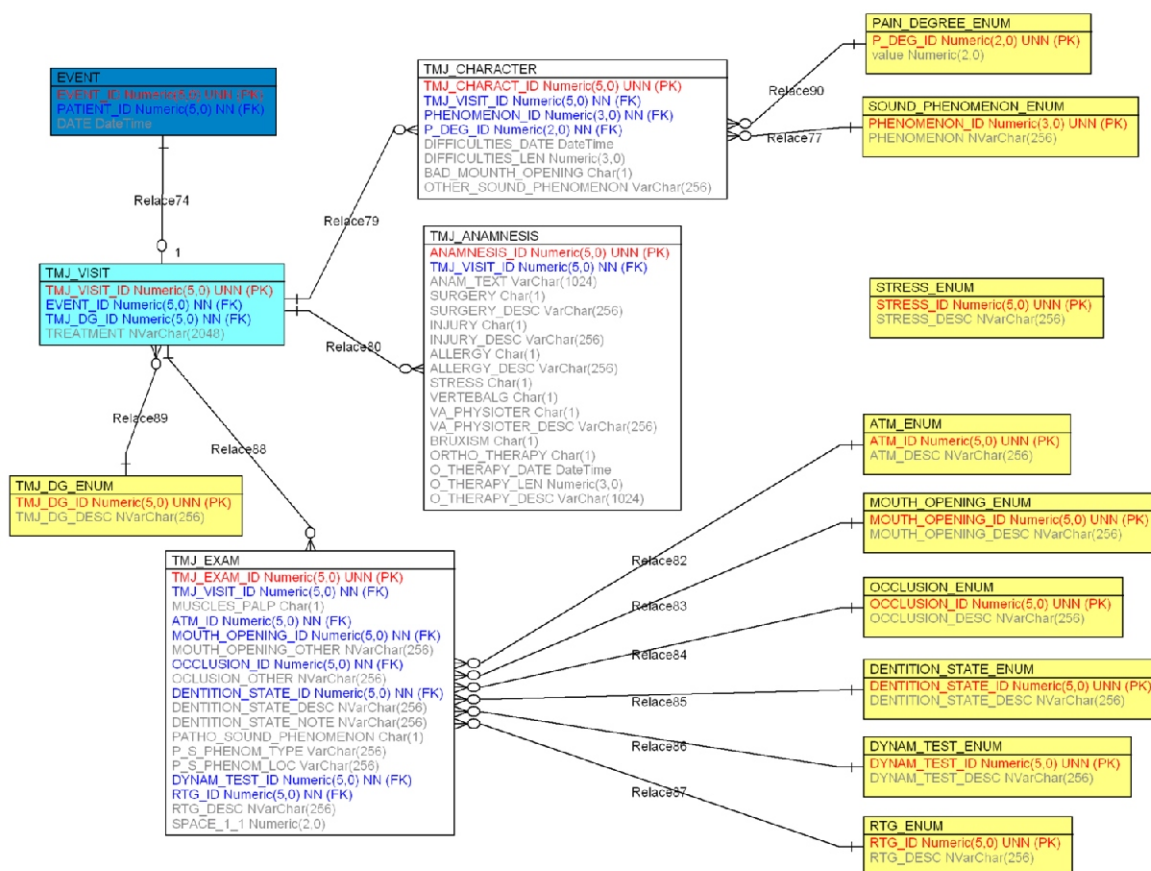 EVENT
EVENT_ID Numeric(5,0) UNN (PK)
PATIENT_ID Numeric(5,0) NN (FK)
DATE DateTime
Relace74
1
TMJ_VISIT
TMJ_VISIT_ID Numeric(5,0) UNN (PK)
EVENT_ID Numeric(5,0) NN (FK)
TMJ_DG_ID Numeric(5,0) NN (FK)
TREATMENT NVarChar(2048)
Relace89
Relace88
TMJ_DG_ENUM
TMJ_DG_ID Numeric(5,0) UNN (PK)
TMJ_DG_DESC NVarChar(256)
Relace79
Relace80
TMJ_CHARACTER
TMJ_CHARACT_ID Numeric(5,0) UNN (PK)
TMJ_VISIT_ID Numeric(5,0) NN (FK)
PHENOMENON_ID Numeric(3,0) NN (FK)
P_DEG_ID Numeric(2,0) NN (FK)
DIFFICULTIES_DATE DateTime
DIFFICULTIES_LEN Numeric(3,0)
BAD_MOUNTH_OPENING Char(1)
OTHER_SOUND_PHENOMENON VarChar(256)
TMJ_ANAMNESIS
ANAMNESIS_ID Numeric(5,0) UNN (PK)
TMJ_VISIT_ID Numeric(5,0) NN (FK)
ANAM_TEXT VarChar(1024)
SURGERY Char(1)
SURGERY_DESC VarChar(256)
INJURY Char(1)
INJURY_DESC VarChar(256)
ALLERGY Char(1)
ALLERGY_DESC VarChar(256)
STRESS Char(1)
VERTEBALG Char(1)
VA_PHYSIOTER Char(1)
VA_PHYSIOTER_DESC VarChar(256)
BRUXISM Char(1)
ORTHO_THERAPY Char(1)
O_THERAPY_DATE DateTime
O_THERAPY_LEN Numeric(3,0)
O_THERAPY_DESC VarChar(1024)
TMJ_EXAM
TMJ_EXAM_ID Numeric(5,0) UNN (PK)
TMJ_VISIT_ID Numeric(5,0) NN (FK)
MUSCLES_PALP Char(1)
ATM_ID Numeric(5,0) NN (FK)
MOUTH_OPENING_ID Numeric(5,0) NN (FK)
MOUTH_OPENING_OTHER NVarChar(256)
OCCLUSION_ID Numeric(5,0) NN (FK)
OCLUSION_OTHER NVarChar(256)
DENTITION_STATE_ID Numeric(5,0) NN (FK)
DENTITION_STATE_DESC NVarChar(256)
DENTITION_STATE_NOTE NVarChar(256)
PATHO_SOUND_PHENOMENON Char(1)
P_S_PHENOM_TYPE VarChar(256)
P_S_PHENOM_LOC VarChar(256)
DYNAM_TEST_ID Numeric(5,0) NN (FK)
RTG_ID Numeric(5,0) NN (FK)
RTG_DESC NVarChar(256)
SPACE_1_1 Numeric(2,0)
Relace90
Relace77
PAIN_DEGREE_ENUM
P_DEG_ID Numeric(2,0) UNN (PK)
value Numeric(2,0)
SOUND_PHENOMENON_ENUM
PHENOMENON_ID Numeric(3,0) UNN (PK)
PHENOMENON NVarChar(256)
STRESS_ENUM
STRESS_ID Numeric(5,0) UNN (PK)
STRESS_DESC NVarChar(256)
Relace82
Relace83
Relace84
Relace85
Relace86
Relace87
ATM_ENUM
ATM_ID Numeric(5,0) UNN (PK)
ATM_DESC NVarChar(256)
MOUTH_OPENING_ENUM
MOUTH_OPENING_ID Numeric(5,0) UNN (PK)
MOUTH_OPENING_DESC NVarChar(256)
OCCLUSION_ENUM
OCCLUSION_ID Numeric(5,0) UNN (PK)
OCCLUSION_DESC NVarChar(256)
DENTITION_STATE_ENUM
DENTITION_STATE_ID Numeric(5,0) UNN (PK)
DENTITION_STATE_DESC NVarChar(256)
DYNAM_TEST_ENUM
DYNAM_TEST_ID Numeric(5,0) UNN (PK)
DYNAM_TEST_DESC NVarChar(256)
RTG_ENUM
RTG_ID Numeric(5,0) UNN (PK)
RTG_DESC NVarChar(256)